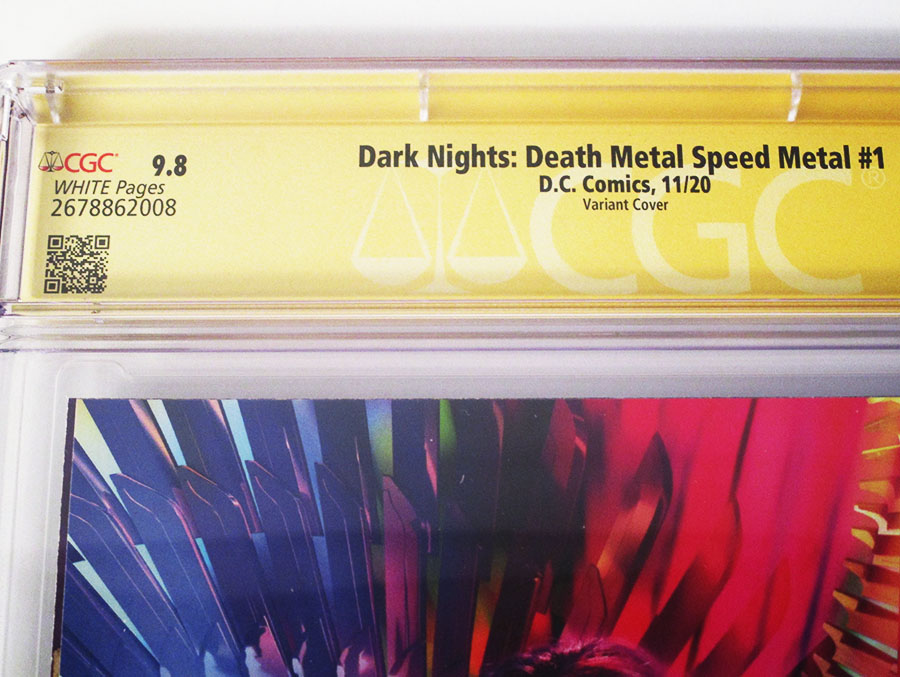 CGC® 9.8
WHITE Pages
2678862008
Dark Nights: Death Metal Speed Metal #1
D.C. Comics, 11/20
Variant Cover
CGC®